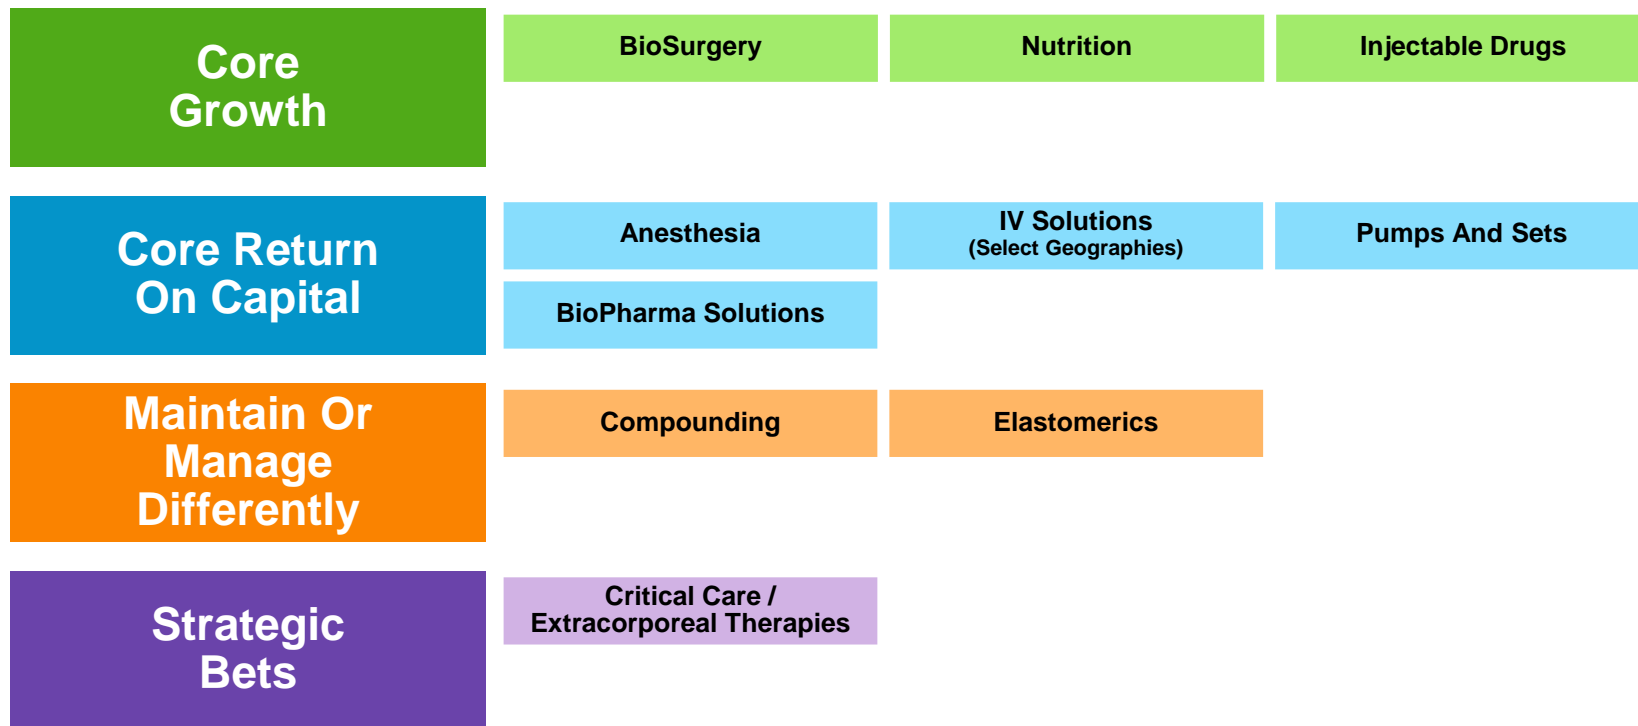 Core
Growth
BioSurgery
Nutrition
Injectable Drugs
Core Return
On Capital
Anesthesia
IV Solutions
(Select Geographies)
Pumps And Sets
BioPharma Solutions
Maintain Or
Manage
Differently
Compounding
Elastomerics
Strategic
Bets
Critical Care /
Extracorporeal Therapies